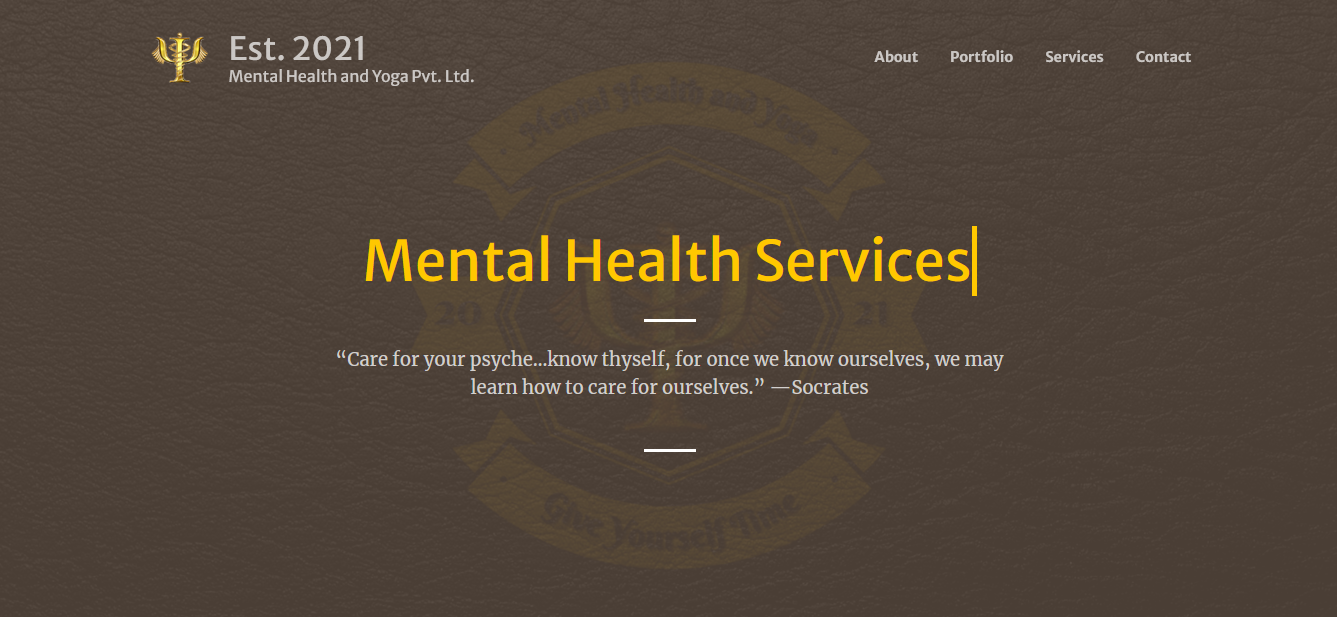 Est. 2021
Mental Health and Yoga Pvt. Ltd.
About Portfolio Services Contact
Mental Health and Yoga
Mental Health Services
20 21
“Care for your psyche...know thyself, for once we know ourselves, we may
learn how to care for ourselves.” —Socrates
Give Yourself Time